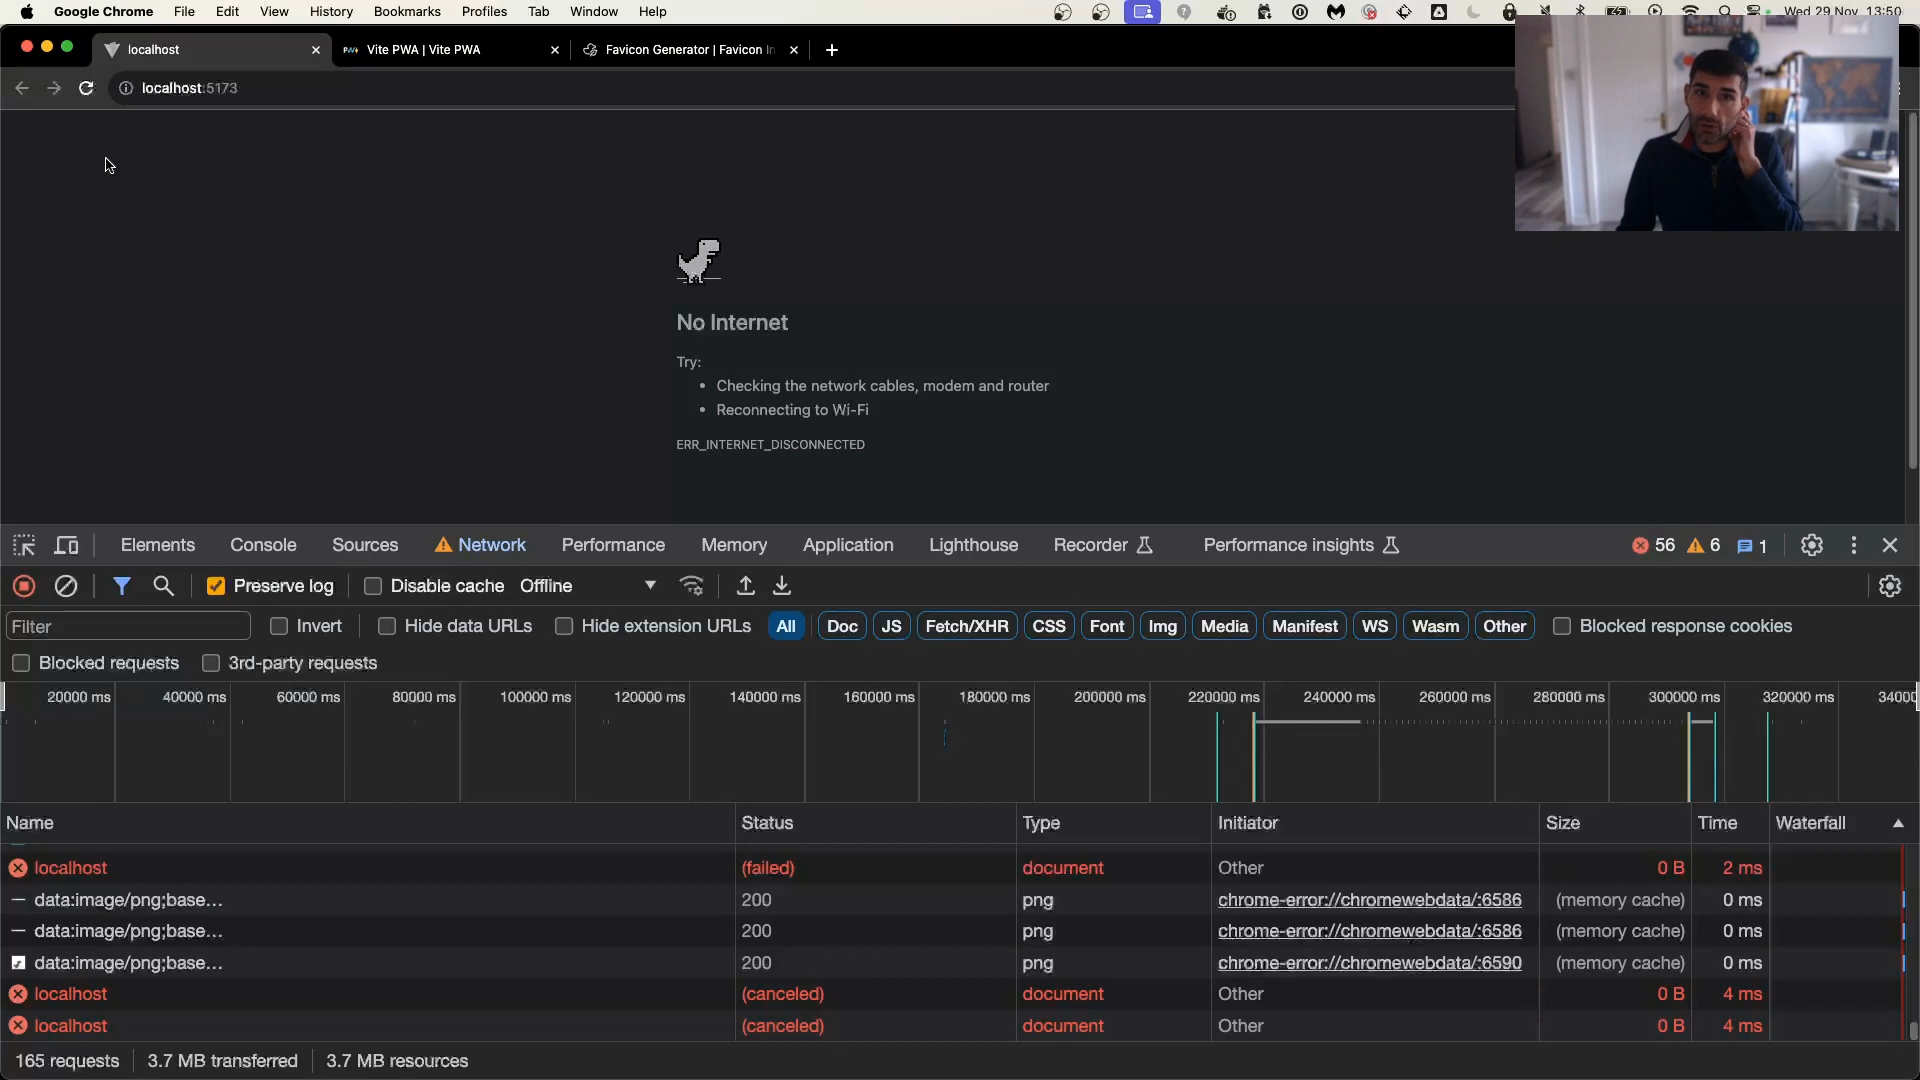 Google Chrome File Edit View History Bookmarks Profiles Tab Window Help Wed 29 Nov 13:50
localhost Vite PWA | Vite PWA Favicon Generator | Favicon In
localhost:5173
No Internet
Try:
• Checking the network cables, modem and router
• Reconnecting to Wi-Fi
ERR_INTERNET_DISCONNECTED
Elements Console Sources Network Performance Memory Application Lighthouse Recorder Performance insights 56 6 1
Preserve log Disable cache Offline
Filter Invert Hide data URLs Hide extension URLs All Doc JS Fetch/XHR CSS Font Img Media Manifest WS Wasm Other Blocked response cookies
Blocked requests 3rd-party requests
20000 ms 40000 ms 60000 ms 80000 ms 100000 ms 120000 ms 140000 ms 160000 ms 180000 ms 200000 ms 220000 ms 240000 ms 260000 ms 280000 ms 300000 ms 320000 ms 34000
Name Status Type Initiator Size Time Waterfall
localhost (failed) document Other 0 B 2 ms
data:image/png;base... 200 png chrome-error://chromewebdata/:6586 (memory cache) 0 ms
data:image/png;base... 200 png chrome-error://chromewebdata/:6586 (memory cache) 0 ms
data:image/png;base... 200 png chrome-error://chromewebdata/:6590 (memory cache) 0 ms
localhost (canceled) document Other 0 B 4 ms
localhost (canceled) document Other 0 B 4 ms
165 requests 3.7 MB transferred 3.7 MB resources